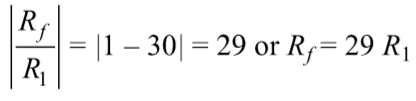 |R_f / R_1| = |1 – 30| = 29 or R_f = 29 R_1